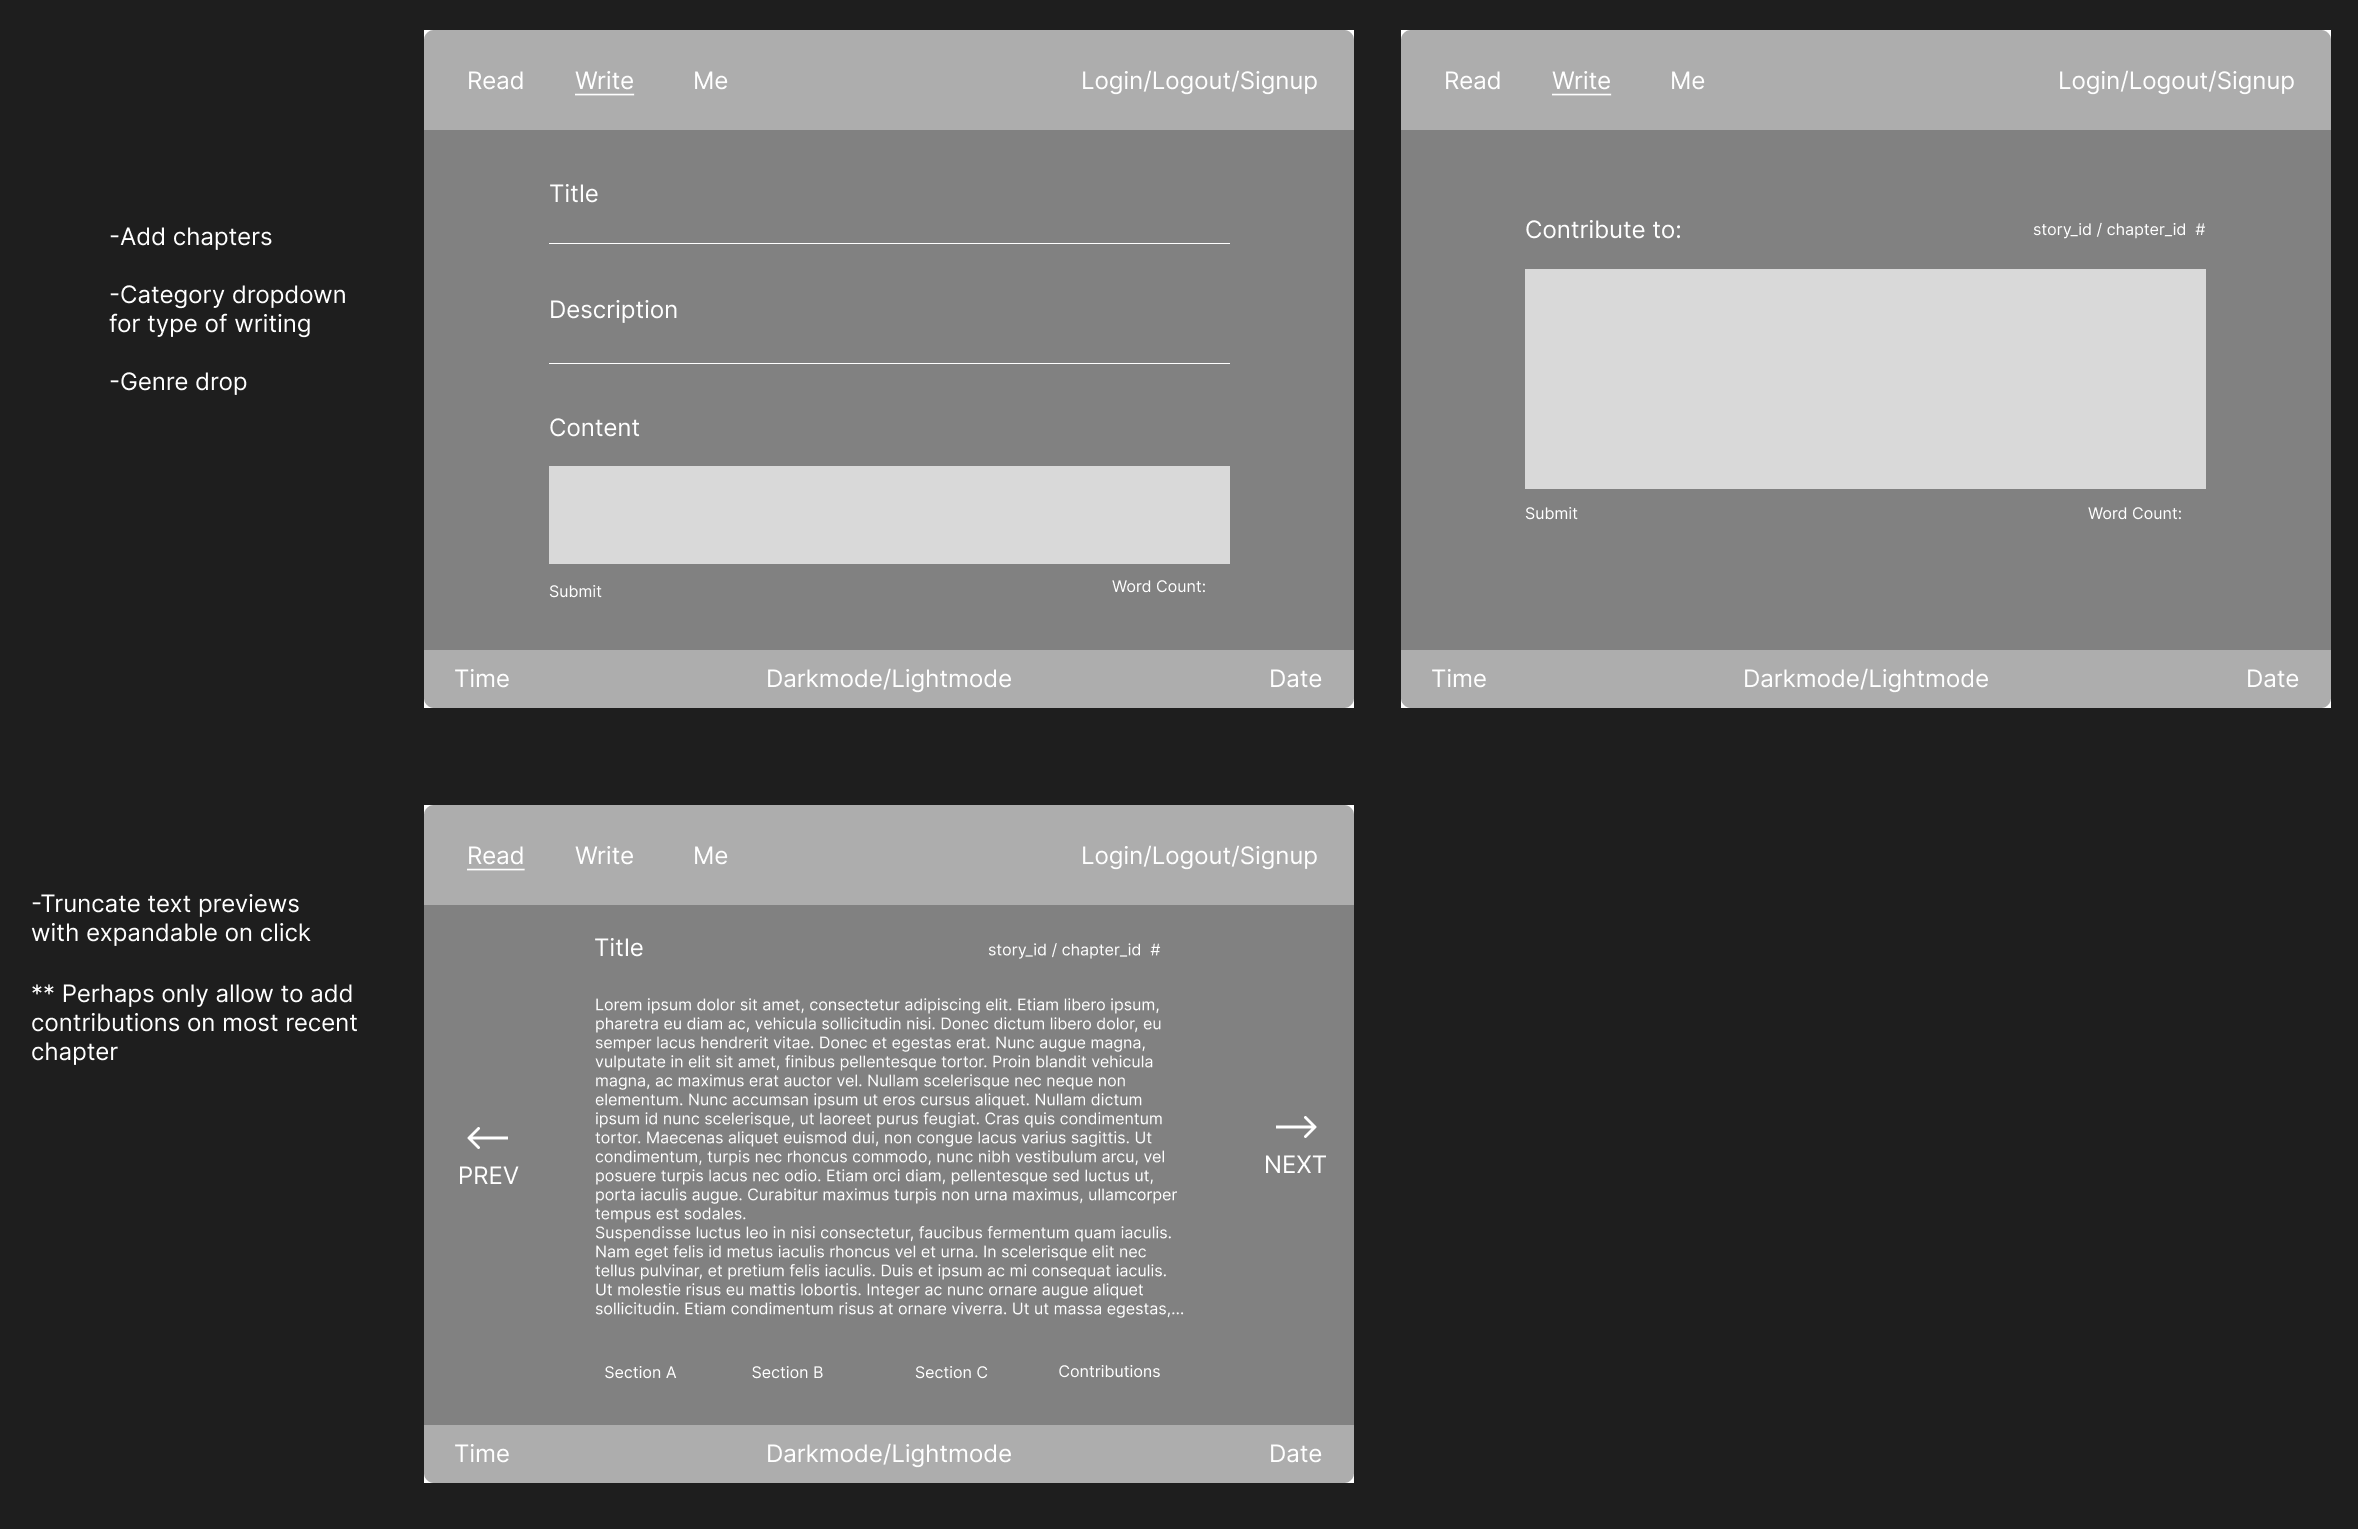 -Add chapters
-Category dropdown
for type of writing
-Genre drop
Read Write Me Login/Logout/Signup
Title
Description
Content
Submit Word Count:
Time Darkmode/Lightmode Date
Read Write Me Login/Logout/Signup
Contribute to: story_id / chapter_id #
Submit Word Count:
Time Darkmode/Lightmode Date
-Truncate text previews
with expandable on click
** Perhaps only allow to add
contributions on most recent
chapter
Read Write Me Login/Logout/Signup
Title story_id / chapter_id #
Lorem ipsum dolor sit amet, consectetur adipiscing elit. Etiam libero ipsum,
pharetra eu diam ac, vehicula sollicitudin nisi. Donec dictum libero dolor, eu
semper lacus hendrerit vitae. Donec et egestas erat. Nunc augue magna,
vulputate in elit sit amet, finibus pellentesque tortor. Proin blandit vehicula
magna, ac maximus erat auctor vel. Nullam scelerisque nec neque non
elementum. Nunc accumsan ipsum ut eros cursus aliquet. Nullam dictum
ipsum id nunc scelerisque, ut laoreet purus feugiat. Cras quis condimentum
tortor. Maecenas aliquet euismod dui, non congue lacus varius sagittis. Ut
condimentum, turpis nec rhoncus commodo, nunc nibh vestibulum arcu, vel
posuere turpis lacus nec odio. Etiam orci diam, pellentesque sed luctus ut,
porta iaculis augue. Curabitur maximus turpis non urna maximus, ullamcorper
tempus est sodales.
Suspendisse luctus leo in nisi consectetur, faucibus fermentum quam iaculis.
Nam eget felis id metus iaculis rhoncus vel et urna. In scelerisque elit nec
tellus pulvinar, et pretium felis iaculis. Duis et ipsum ac mi consequat iaculis.
Ut molestie risus eu mattis lobortis. Integer ac nunc ornare augue aliquet
sollicitudin. Etiam condimentum risus at ornare viverra. Ut ut massa egestas,...
PREV
NEXT
Section A Section B Section C Contributions
Time Darkmode/Lightmode Date